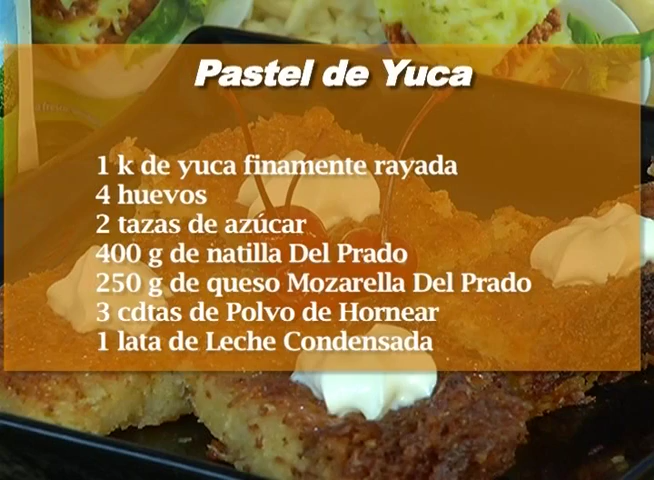 Pastel de Yuca
1 k de yuca finamente rayada
4 huevos
2 tazas de azúcar
400 g de natilla Del Prado
250 g de queso Mozarella Del Prado
3 cdtas de Polvo de Hornear
1 lata de Leche Condensada